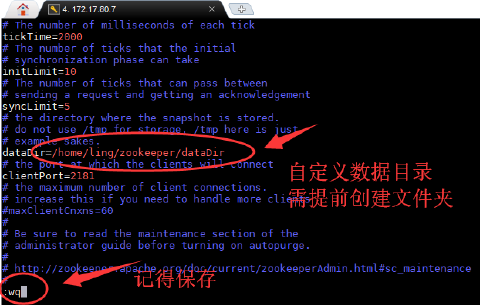 4. 172.17.80.7
# The number of milliseconds of each tick
tickTime=2000
# The number of ticks that the initial
# synchronization phase can take
initLimit=10
# The number of ticks that can pass between
# sending a request and getting an acknowledgement
syncLimit=5
# the directory where the snapshot is stored.
# do not use /tmp for storage, /tmp here is just
# example sakes.
dataDir=/home/ling/zookeeper/dataDir
# the port at which the clients will connect
clientPort=2181
# the maximum number of client connections.
# increase this if you need to handle more clients
#maxClientCnxns=60
#
# Be sure to read the maintenance section of the
# administrator guide before turning on autopurge.
#
# http://zookeeper.apache.org/doc/current/zookeeperAdmin.html#sc_maintenance
#
:wq
自定义数据目录
需提前创建文件夹
记得保存